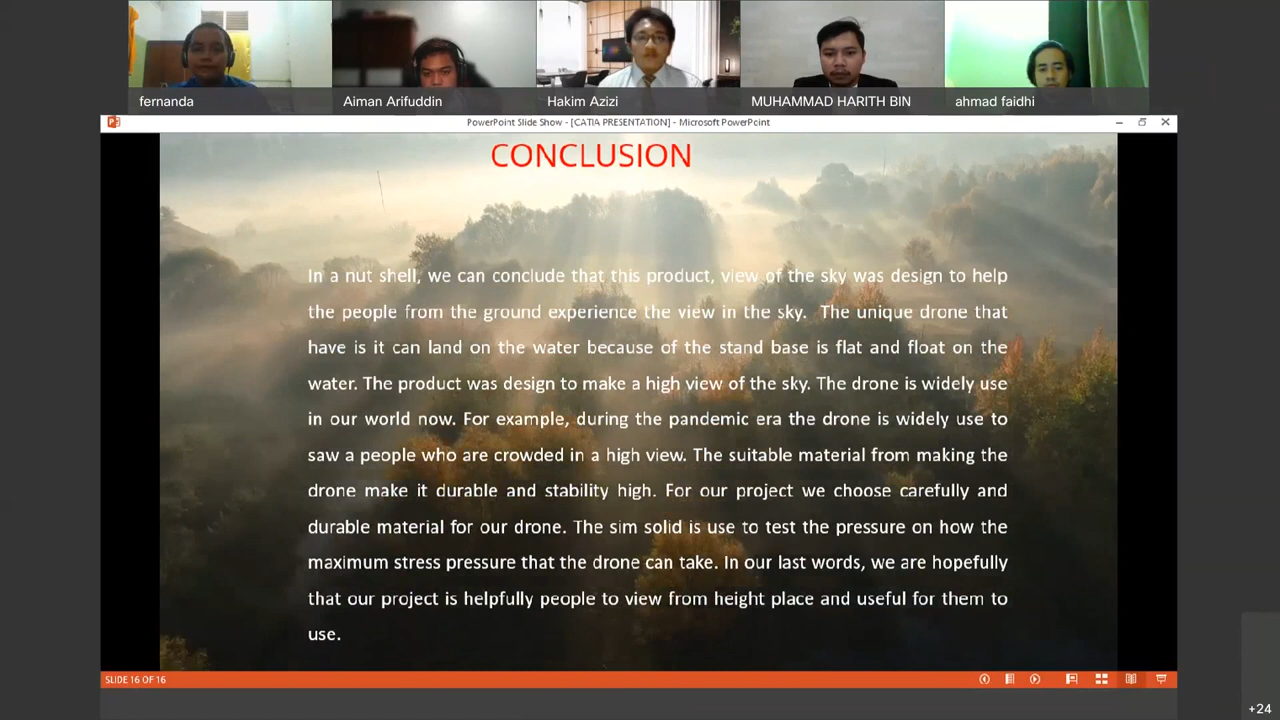 fernanda
Aiman Arifuddin
Hakim Azizi
MUHAMMAD HARITH BIN
ahmad faidhi
PowerPoint Slide Show - [CATIA PRESENTATION] - Microsoft PowerPoint
CONCLUSION
In a nut shell, we can conclude that this product, view of the sky was design to help
the people from the ground experience the view in the sky. The unique drone that
have is it can land on the water because of the stand base is flat and float on the
water. The product was design to make a high view of the sky. The drone is widely use
in our world now. For example, during the pandemic era the drone is widely use to
saw a people who are crowded in a high view. The suitable material from making the
drone make it durable and stability high. For our project we choose carefully and
durable material for our drone. The sim solid is use to test the pressure on how the
maximum stress pressure that the drone can take. In our last words, we are hopefully
that our project is helpfully people to view from height place and useful for them to
use.
SLIDE 16 OF 16
+24